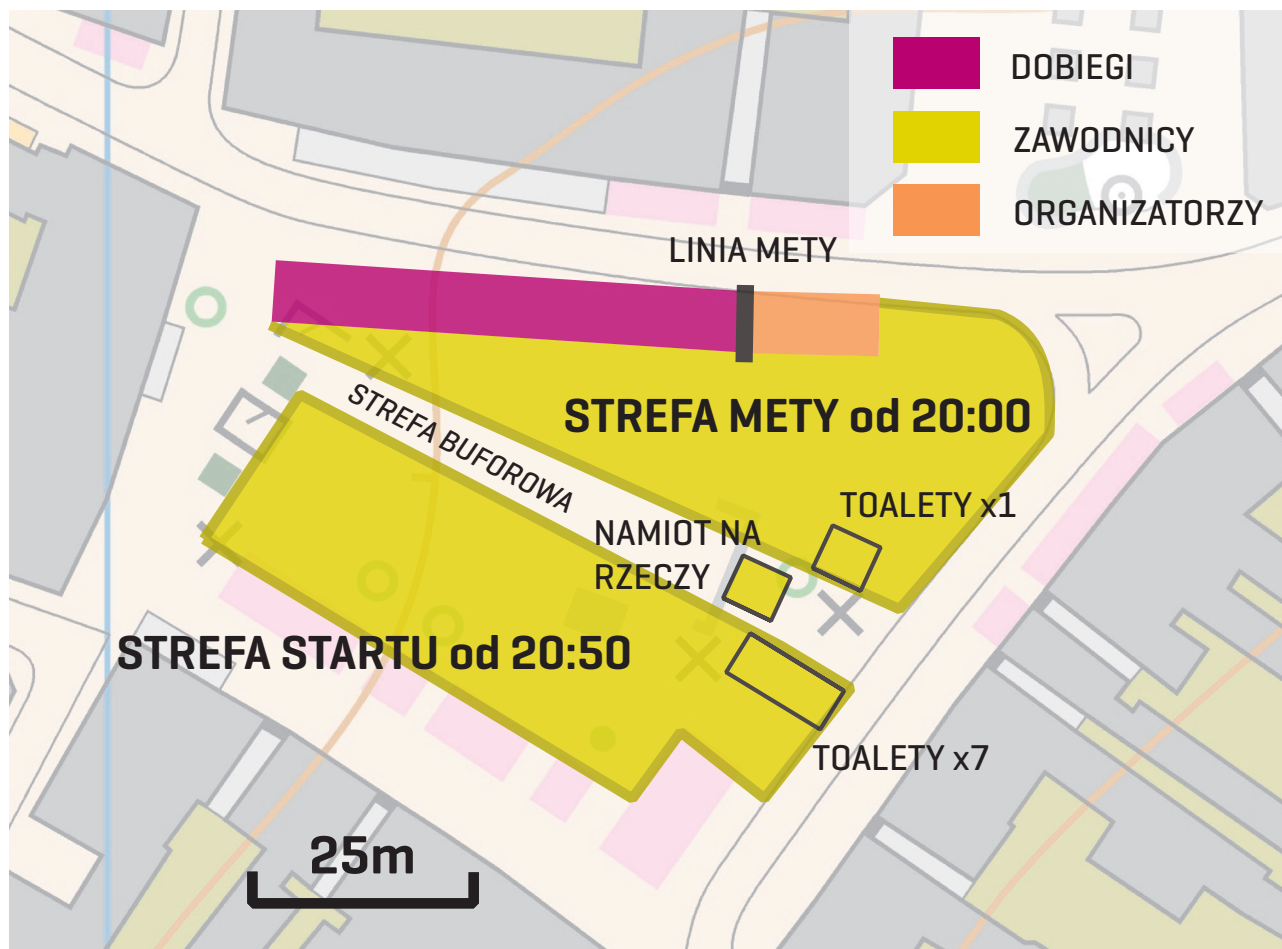 DOBIEGI
ZAWODNICY
ORGANIZATORZY
LINIA METY
STREFA BUFOROWA
STREFA METY od 20:00
TOALETY x1
NAMIOT NA
RZECZY
STREFA STARTU od 20:50
TOALETY x7
25m